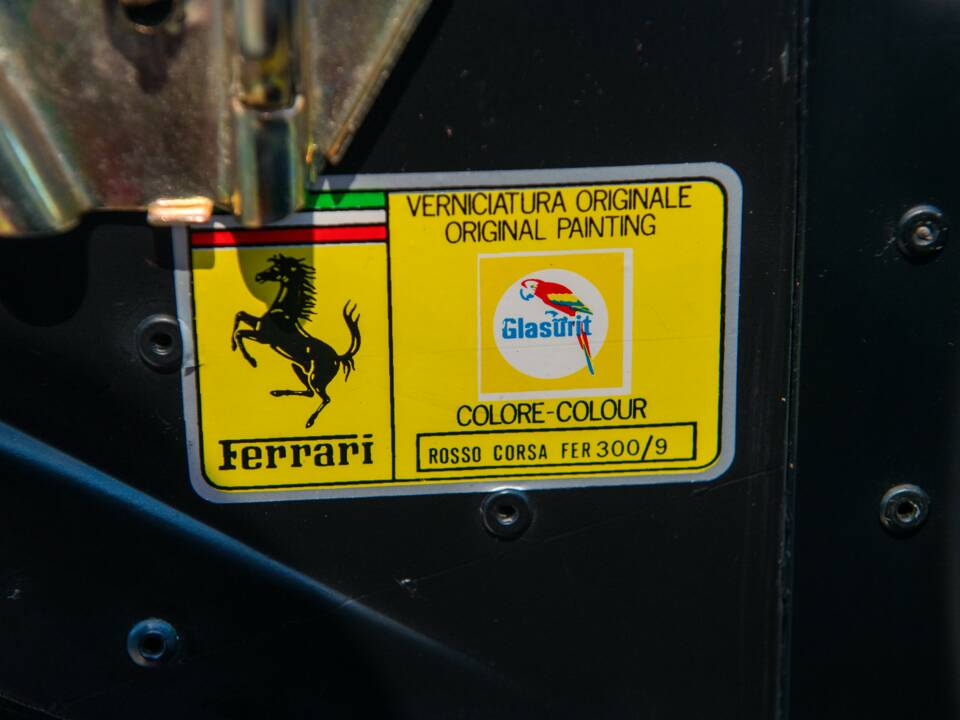 VERNICIATURA ORIGINALE
ORIGINAL PAINTING
Glasurit
COLORE-COLOUR
ROSSO CORSA FER 300/9
Ferrari